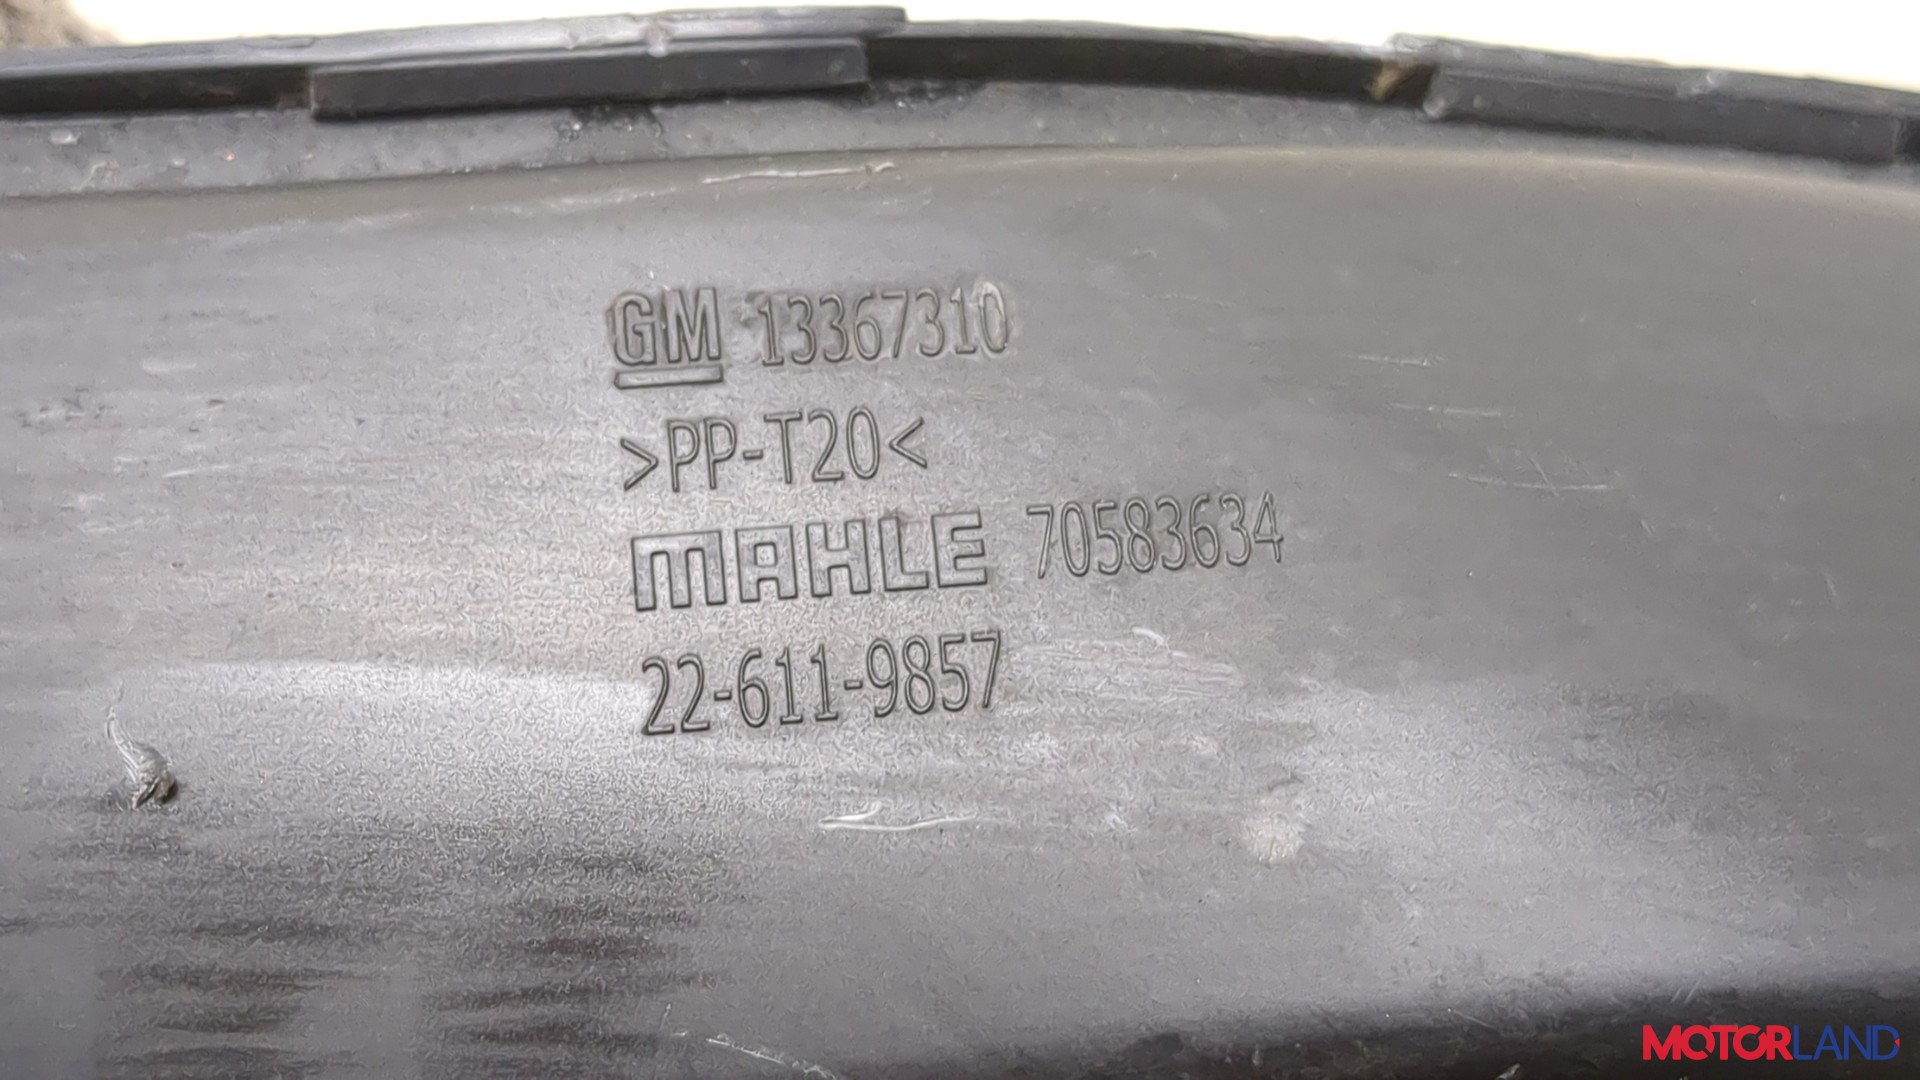 GM 13367310
>PP-T20<
MAHLE 70583634
22-611-9857
MOTORLAND